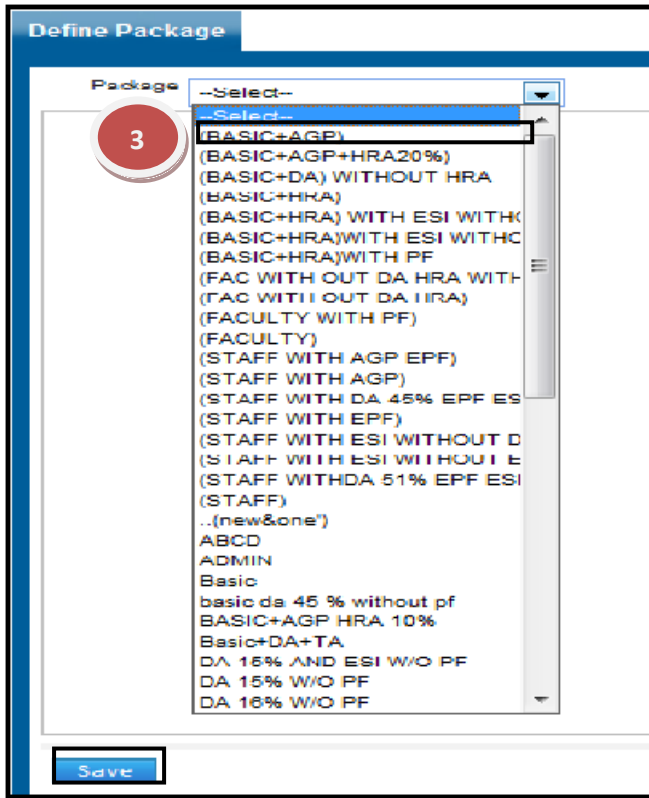 Define Package
Package --Select--
--Select--
3
(BASIC+AGP)
(BASIC+AGP+HRA20%)
(BASIC+DA) WITHOUT HRA
(BASIC+HRA)
(BASIC+HRA) WITH ESI WITHO
(BASIC+HRA)WITH ESI WITHO
(BASIC+HRA)WITH PF
(FAC WITH OUT DA HRA WITH
(FAC WITH OUT DA HRA)
(FACULTY WITH PF)
(FACULTY)
(STAFF WITH AGP EPF)
(STAFF WITH AGP)
(STAFF WITH DA 45% EPF ES
(STAFF WITH EPF)
(STAFF WITH ESI WITHOUT D
(STAFF WITH ESI WITHOUT E
(STAFF WITHDA 51% EPF ESI
(STAFF)
..(new&one")
ABCD
ADMIN
Basic
basic da 45 % without pf
BASIC+AGP HRA 10%
Basic+DA+TA
DA 15% AND ESI W/O PF
DA 15% W/O PF
DA 16% W/O PF
Save